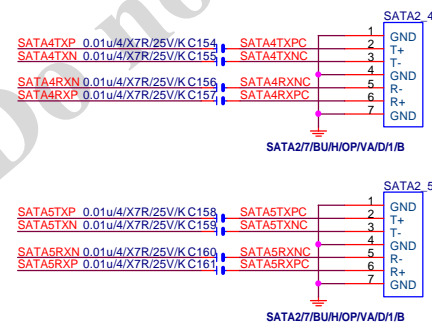 SATA2_4
1 GND
SATA4TXP 0.01u/4/X7R/25V/K C154 SATA4TXPC 2 T+
SATA4TXN 0.01u/4/X7R/25V/K C155 SATA4TXNC 3 T-
4 GND
SATA4RXN 0.01u/4/X7R/25V/K C156 SATA4RXNC 5 R-
SATA4RXP 0.01u/4/X7R/25V/K C157 SATA4RXPC 6 R+
7 GND
SATA2/7/BU/H/OP/VA/D/1/B
SATA2_5
1 GND
SATA5TXP 0.01u/4/X7R/25V/K C158 SATA5TXPC 2 T+
SATA5TXN 0.01u/4/X7R/25V/K C159 SATA5TXNC 3 T-
4 GND
SATA5RXN 0.01u/4/X7R/25V/K C160 SATA5RXNC 5 R-
SATA5RXP 0.01u/4/X7R/25V/K C161 SATA5RXPC 6 R+
7 GND
SATA2/7/BU/H/OP/VA/D/1/B
Do no